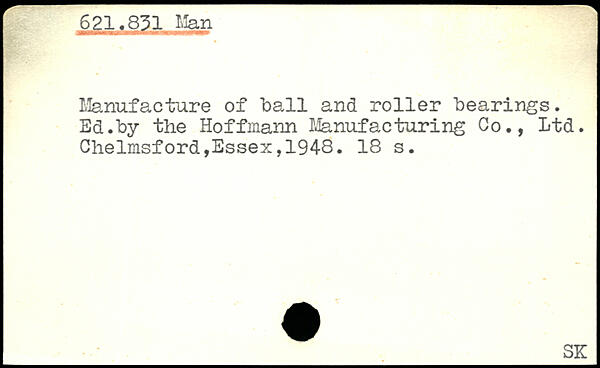 621.831 Man
Manufacture of ball and roller bearings.
Ed.by the Hoffmann Manufacturing Co., Ltd.
Chelmsford,Essex,1948. 18 s.
SK